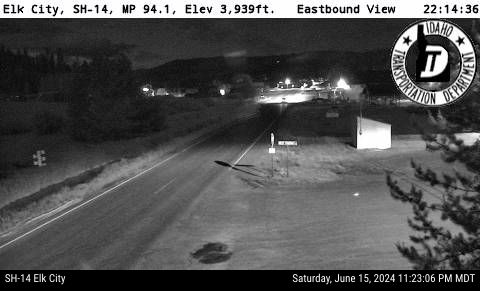 Elk City, SH-14, MP 94.1, Elev 3,939ft. Eastbound View 22:14:36
IDAHO
TRANSPORTATION DEPARTMENT
SH-14 Elk City Saturday, June 15, 2024 11:23:06 PM MDT